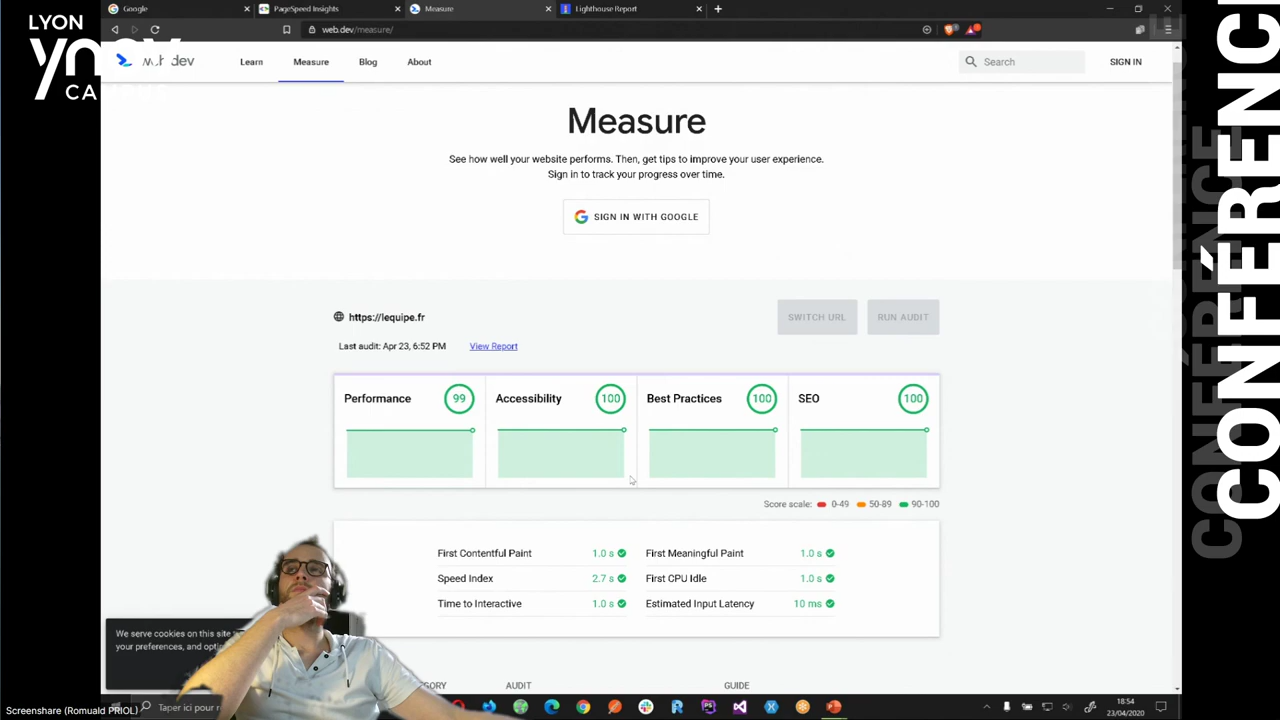 LYON
ynov
CAMPUS
CONFÉRENCE
CONFÉRENCE
Google
PageSpeed Insights
Measure
Lighthouse Report
web.dev/measure/
web.dev
Learn
Measure
Blog
About
Search
SIGN IN
Measure
See how well your website performs. Then, get tips to improve your user experience.
Sign in to track your progress over time.
SIGN IN WITH GOOGLE
https://lequipe.fr
SWITCH URL
RUN AUDIT
Last audit: Apr 23, 6:52 PM
View Report
Performance 99
Accessibility 100
Best Practices 100
SEO 100
Score scale: 0-49 50-89 90-100
First Contentful Paint 1.0 s
First Meaningful Paint 1.0 s
Speed Index 2.7 s
First CPU Idle 1.0 s
Time to Interactive 1.0 s
Estimated Input Latency 10 ms
We serve cookies on this site
your preferences, and
AUDIT
GUIDE
Taper ici pour
18:54
23/04/2020
Screenshare (Romuald PRIOL)